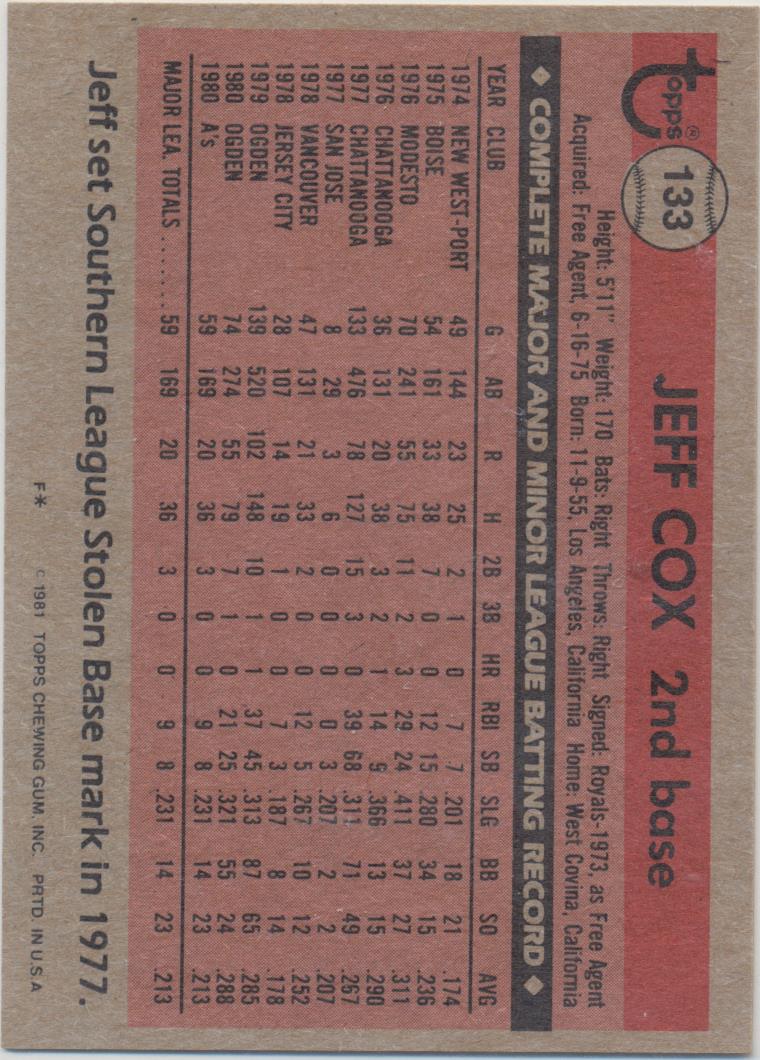 topps®
133
JEFF COX 2nd base
Height: 5'11" Weight: 170 Bats: Right Throws: Right Signed: Royals-1973, as Free Agent
Acquired: Free Agent, 6-16-75 Born: 11-9-55, Los Angeles, California Home: West Covina, California
◆ COMPLETE MAJOR AND MINOR LEAGUE BATTING RECORD ◆
YEAR CLUB G AB R H 2B 3B HR RBI SB SLG BB SO AVG
1974 NEW WEST-PORT 49 144 23 25 2 1 0 7 7 .201 18 21 .174
1975 BOISE 54 161 33 38 7 0 0 12 15 .280 34 15 .236
1976 MODESTO 70 241 55 75 11 2 3 29 24 .411 37 27 .311
1976 CHATTANOOGA 36 131 20 38 3 2 1 14 9 .366 13 15 .290
1977 CHATTANOOGA 133 476 78 127 15 3 0 39 68 .311 71 49 .267
1977 SAN JOSE 8 29 3 6 0 0 0 0 3 .207 2 2 .207
1978 VANCOUVER 47 131 21 33 2 0 0 12 5 .267 10 12 .252
1978 JERSEY CITY 28 107 14 19 1 0 0 7 3 .187 8 14 .178
1979 OGDEN 139 520 102 148 10 1 1 37 45 .313 87 65 .285
1980 OGDEN 74 274 55 79 7 1 0 21 25 .321 55 24 .288
1980 A's 59 169 20 36 3 0 0 9 8 .231 14 23 .213
MAJOR LEA. TOTALS ....... 59 169 20 36 3 0 0 9 8 .231 14 23 .213
Jeff set Southern League Stolen Base mark in 1977.
F* © 1981 TOPPS CHEWING GUM, INC. PRTD. IN U.S.A